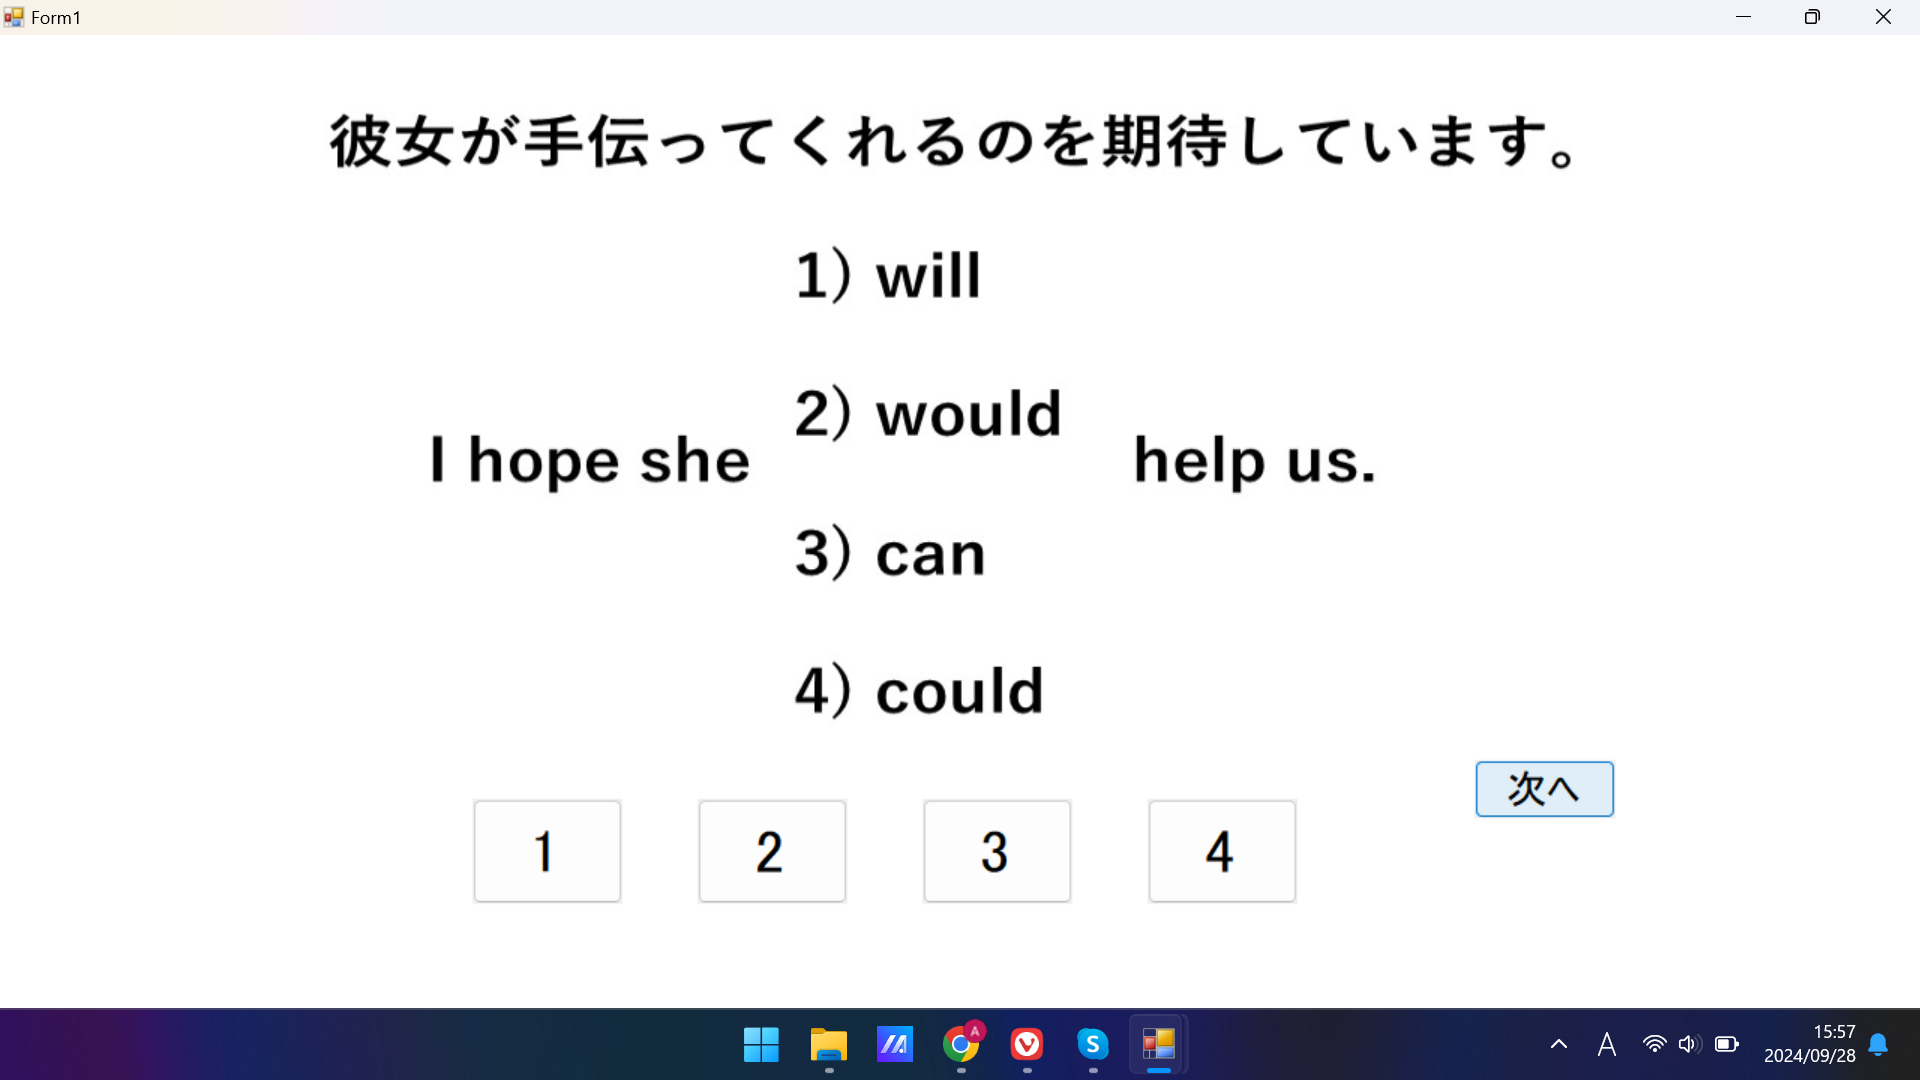 Form1
彼女が手伝ってくれるのを期待しています。
1) will
2) would
I hope she
help us.
3) can
4) could
次へ
1
2
3
4
A
S
A
15:57
2024/09/28